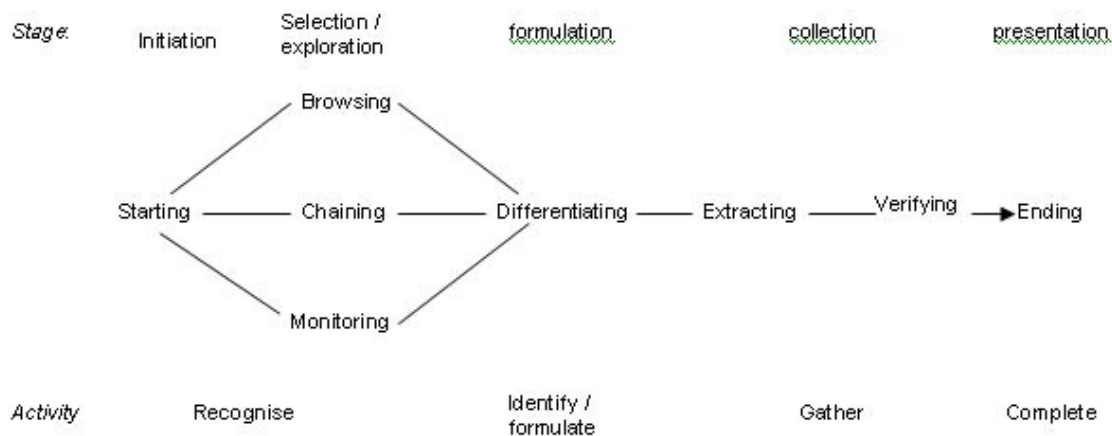 Stage:
Initiation
Selection /
exploration
formulation
collection
presentation
Browsing
Starting
Chaining
Differentiating
Extracting
Verifying
Ending
Monitoring
Activity
Recognise
Identify /
formulate
Gather
Complete